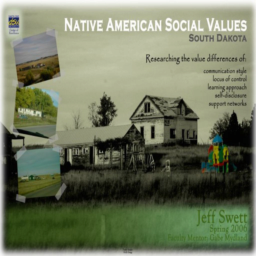 Native American Social Values
South Dakota
Researching the value differences of:
communication style
locus of control
learning approach
self-disclosure
support networks
Jeff Swett
Spring 2006